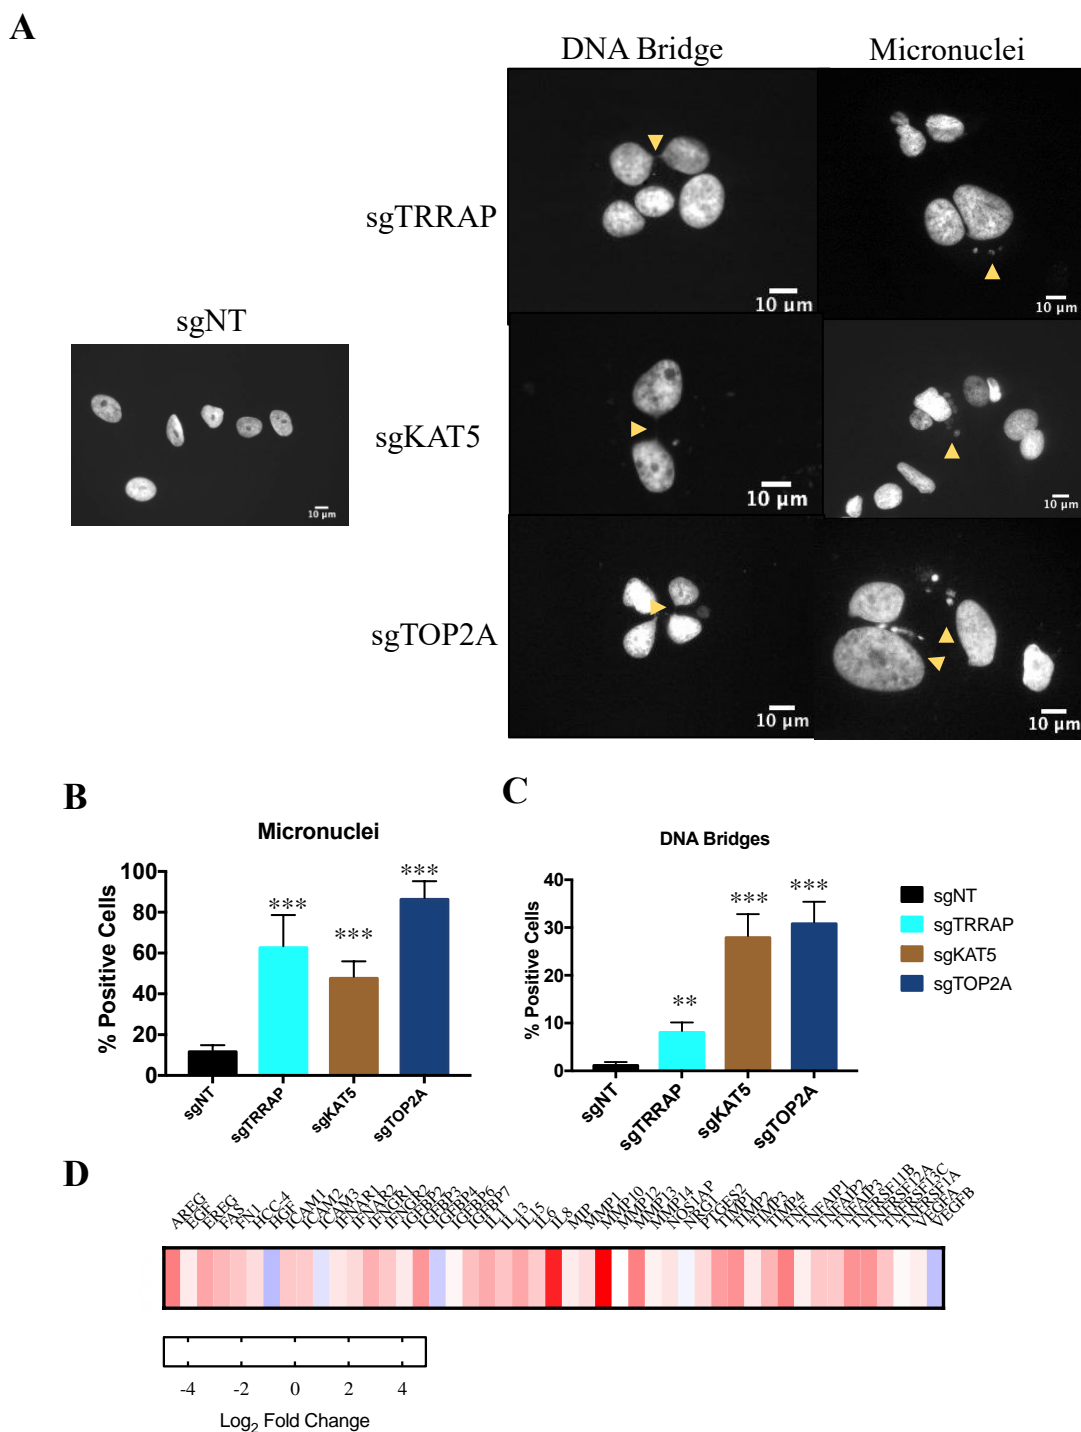 A
DNA Bridge
Micronuclei
sgTRRAP
10 µm
10 µm
sgNT
10 µm
sgKAT5
10 µm
10 µm
sgTOP2A
10 µm
10 µm
B
Micronuclei
% Positive Cells
100
80
60
40
20
0
***
***
***
sgNT
sgTRRAP
sgKAT5
sgTOP2A
C
DNA Bridges
% Positive Cells
40
30
20
10
0
**
***
***
sgNT
sgTRRAP
sgKAT5
sgTOP2A
sgNT
sgTRRAP
sgKAT5
sgTOP2A
D
AREG
EGF
EREG
FAS
FN1
HCC-4
HGF
ICAM1
ICAM2
ICAM3
IFNAR1
IFNAR2
IFNGR1
IFNGR2
IGFBP2
IGFBP3
IGFBP4
IGFBP6
IGFBP7
IL1
IL13
IL15
IL6
IL8
MIP
MMP1
MMP10
MMP12
MMP13
MMP14
NOS1AP
NRG1
PTGES2
TIMP1
TIMP2
TIMP3
TIMP4
TNF
TNFAIP1
TNFAIP2
TNFAIP3
TNFRSF11B
TNFRSF12A
TNFRSF13C
TNFRSF1A
VEGFA
VEGFB
-4 -2 0 2 4
Log2 Fold Change